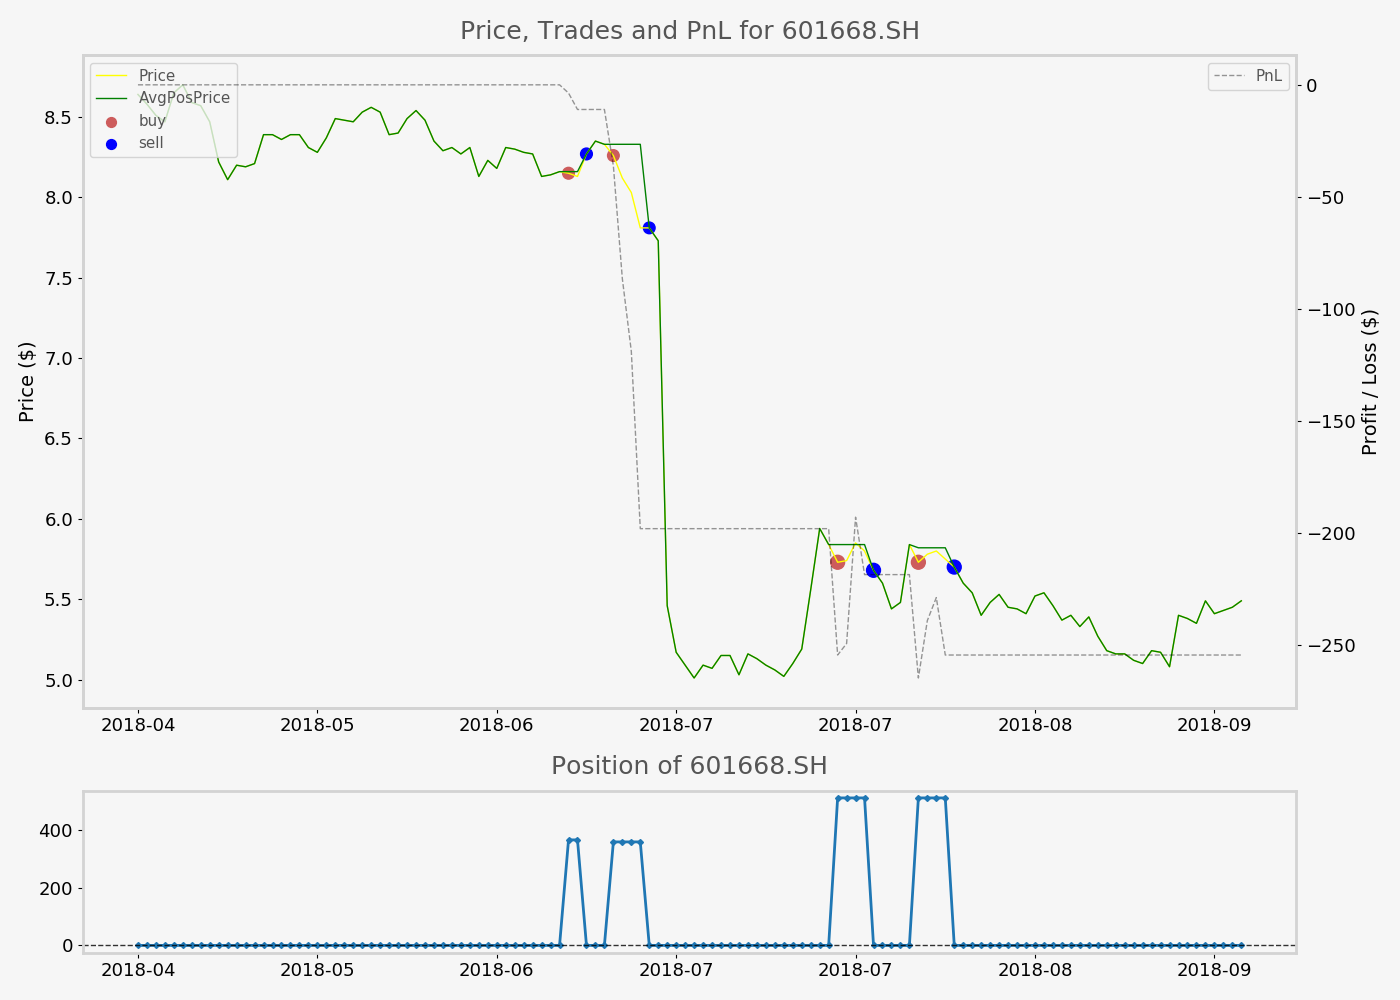 Price, Trades and PnL for 601668.SH
Price
AvgPosPrice
buy
sell
PnL
8.5
8.0
7.5
7.0
6.5
6.0
5.5
5.0
Price ($)
0
−50
−100
−150
−200
−250
Profit / Loss ($)
2018-04 2018-05 2018-06 2018-07 2018-07 2018-08 2018-09
Position of 601668.SH
400
200
0
2018-04 2018-05 2018-06 2018-07 2018-07 2018-08 2018-09